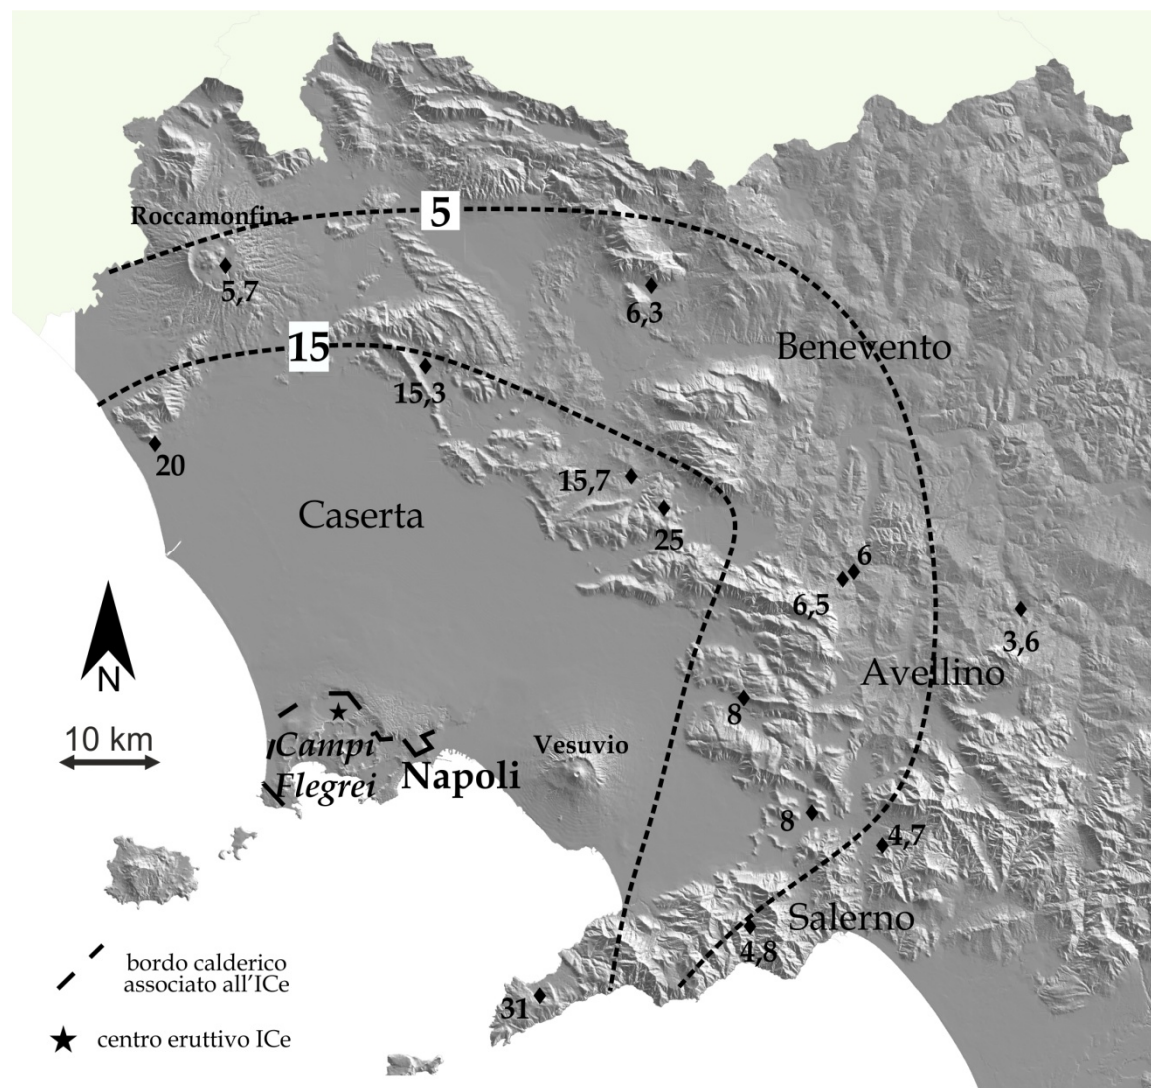 5
Roccamonfina
5,7
6,3
15
Benevento
15,3
20
15,7
Caserta
25
6
6,5
3,6
N
Avellino
8
10 km
Campi
Flegrei
Vesuvio
Napoli
8
4,7
Salerno
4,8
bordo calderico
associato all'ICe
31
centro eruttivo ICe